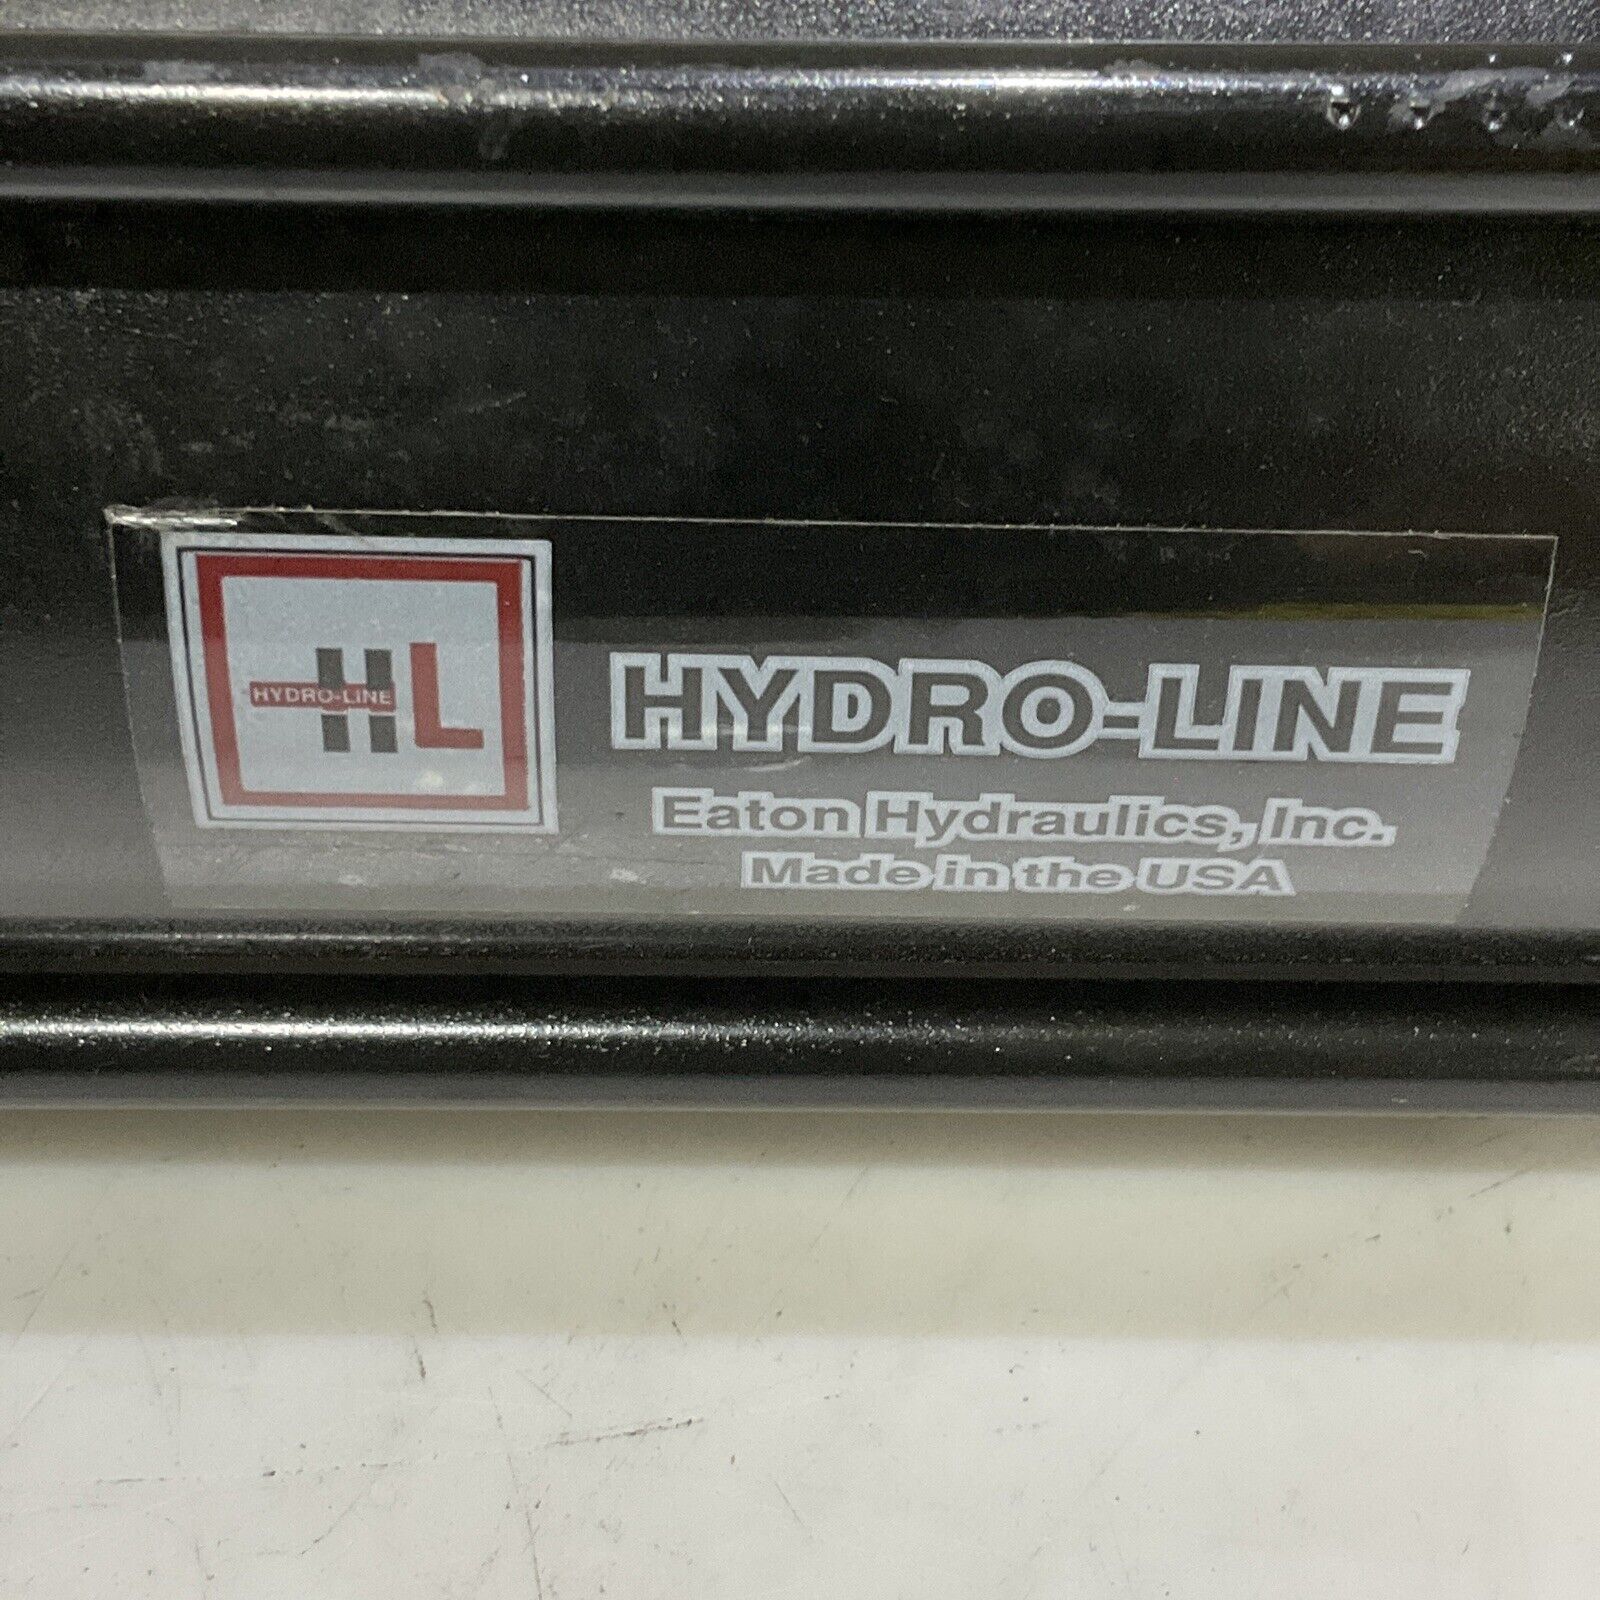 HL
HYDRO-LINE
HYDRO-LINE
Eaton Hydraulics, Inc.
Made in the USA